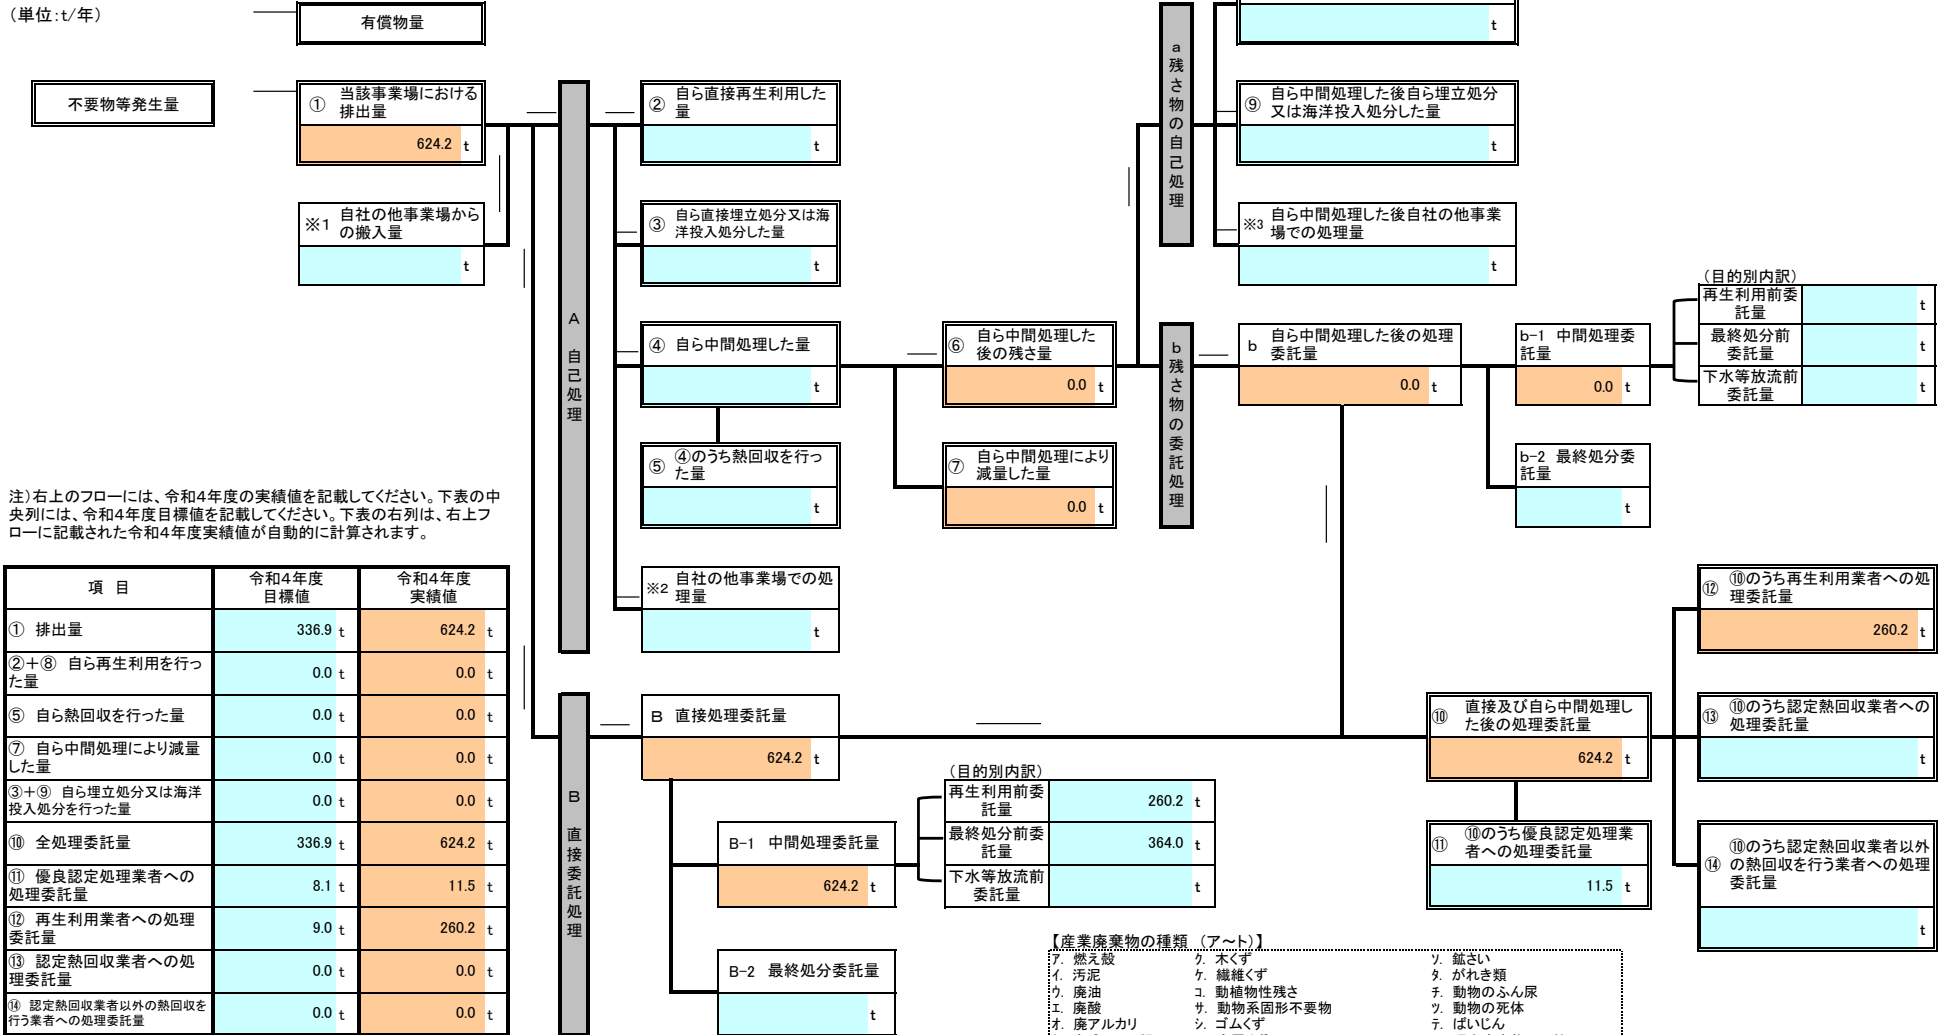 (単位:t/年)
有償物量
不要物等発生量
① 当該事業場における
排出量
624.2 t
※1 自社の他事業場から
の搬入量
t
A 自己処理
② 自ら直接再生利用した
量
t
③ 自ら直接埋立処分又は海
洋投入処分した量
t
④ 自ら中間処理した量
t
⑤ ④のうち熱回収を行っ
た量
t
※2 自社の他事業場での処
理量
t
⑥ 自ら中間処理した
後の残さ量
0.0 t
⑦ 自ら中間処理により
減量した量
0.0 t
a 残さ物の自己処理
t
⑨ 自ら中間処理した後自ら埋立処分
又は海洋投入処分した量
t
※3 自ら中間処理した後自社の他事業
場での処理量
t
b 残さ物の委託処理
b 自ら中間処理した後の処理
委託量
0.0 t
b-1 中間処理委
託量
0.0 t
b-2 最終処分委
託量
t
(目的別内訳)
再生利用前委
託量
t
最終処分前
委託量
t
下水等放流前
委託量
t
注)右上のフローには、令和4年度の実績値を記載してください。下表の中
央列には、令和4年度目標値を記載してください。下表の右列は、右上フ
ローに記載された令和4年度実績値が自動的に計算されます。
項 目 令和4年度 目標値 令和4年度 実績値
① 排出量 336.9 t 624.2 t
②+⑧ 自ら再生利用を行っ
た量 0.0 t 0.0 t
⑤ 自ら熱回収を行った量 0.0 t 0.0 t
⑦ 自ら中間処理により減量
した量 0.0 t 0.0 t
③+⑨ 自ら埋立処分又は海洋
投入処分を行った量 0.0 t 0.0 t
⑩ 全処理委託量 336.9 t 624.2 t
⑪ 優良認定処理業者への
処理委託量 8.1 t 11.5 t
⑫ 再生利用業者への処理
委託量 9.0 t 260.2 t
⑬ 認定熱回収業者への処
理委託量 0.0 t 0.0 t
⑭ 認定熱回収業者以外の熱回収を
行う業者への処理委託量 0.0 t 0.0 t
B 直接委託処理
B 直接処理委託量
624.2 t
B-1 中間処理委託量
624.2 t
B-2 最終処分委託量
t
(目的別内訳)
再生利用前委
託量
260.2 t
最終処分前委
託量
364.0 t
下水等放流前
委託量
t
⑩ 直接及び自ら中間処理し
た後の処理委託量
624.2 t
⑪ ⑩のうち優良認定処理業
者への処理委託量
11.5 t
⑫ ⑩のうち再生利用業者への処
理委託量
260.2 t
⑬ ⑩のうち認定熱回収業者への
処理委託量
t
⑭ ⑩のうち認定熱回収業者以外
の熱回収を行う業者への処理
委託量
t
【産業廃棄物の種類 (ア~ト)】
ア. 燃え殻 ク. 木くず ソ. 鉱さい
イ. 汚泥 ケ. 繊維くず タ. がれき類
ウ. 廃油 コ. 動植物性残さ チ. 動物のふん尿
エ. 廃酸 サ. 動物系固形不要物 ツ. 動物の死体
オ. 廃アルカリ シ. ゴムくず テ. ばいじん